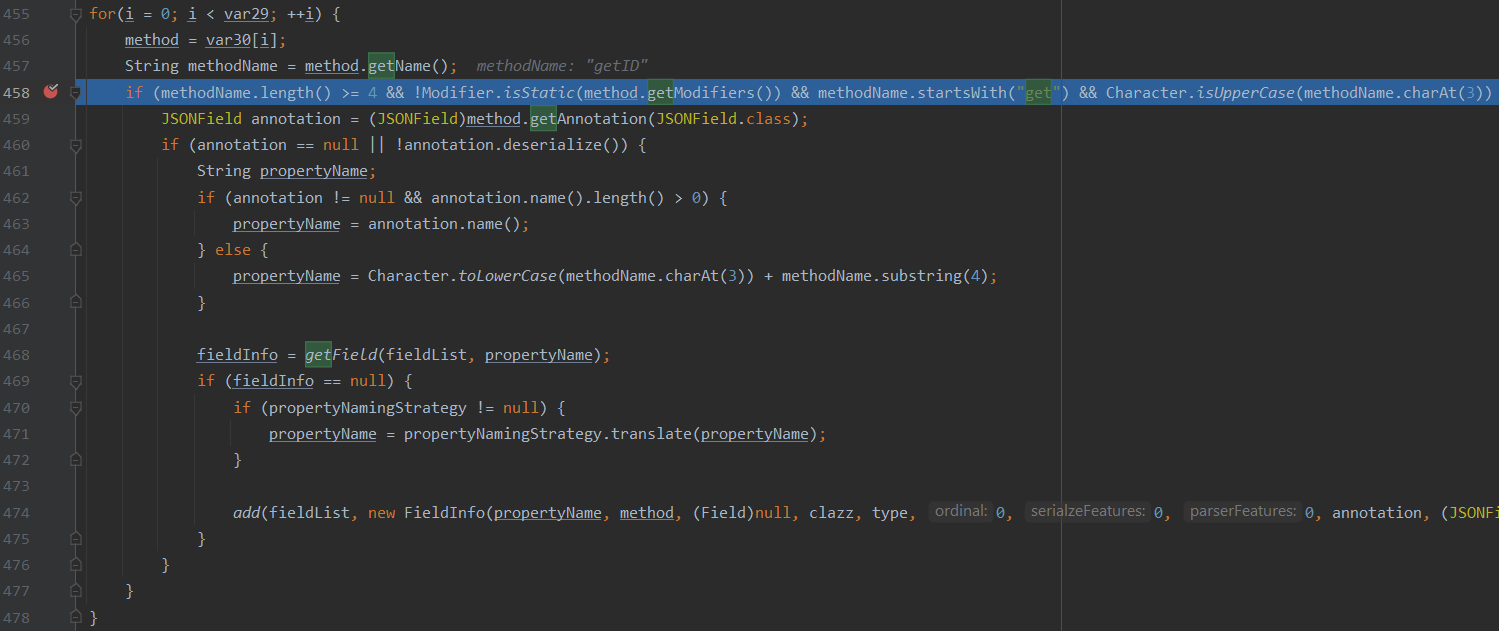 455 for(i = 0; i < var29; ++i) {
456 method = var30[i];
457 String methodName = method.getName(); methodName: "getID"
458 if (methodName.length() >= 4 && !Modifier.isStatic(method.getModifiers()) && methodName.startsWith("get") && Character.isUpperCase(methodName.charAt(3))
459 JSONField annotation = (JSONField)method.getAnnotation(JSONField.class);
460 if (annotation == null || !annotation.deserialize()) {
461 String propertyName;
462 if (annotation != null && annotation.name().length() > 0) {
463 propertyName = annotation.name();
464 } else {
465 propertyName = Character.toLowerCase(methodName.charAt(3)) + methodName.substring(4);
466 }
467
468 fieldInfo = getField(fieldList, propertyName);
469 if (fieldInfo == null) {
470 if (propertyNamingStrategy != null) {
471 propertyName = propertyNamingStrategy.translate(propertyName);
472 }
473
474 add(fieldList, new FieldInfo(propertyName, method, (Field)null, clazz, type, ordinal: 0, serialzeFeatures: 0, parserFeatures: 0, annotation, (JSONFi
475 }
476 }
477 }
478 }